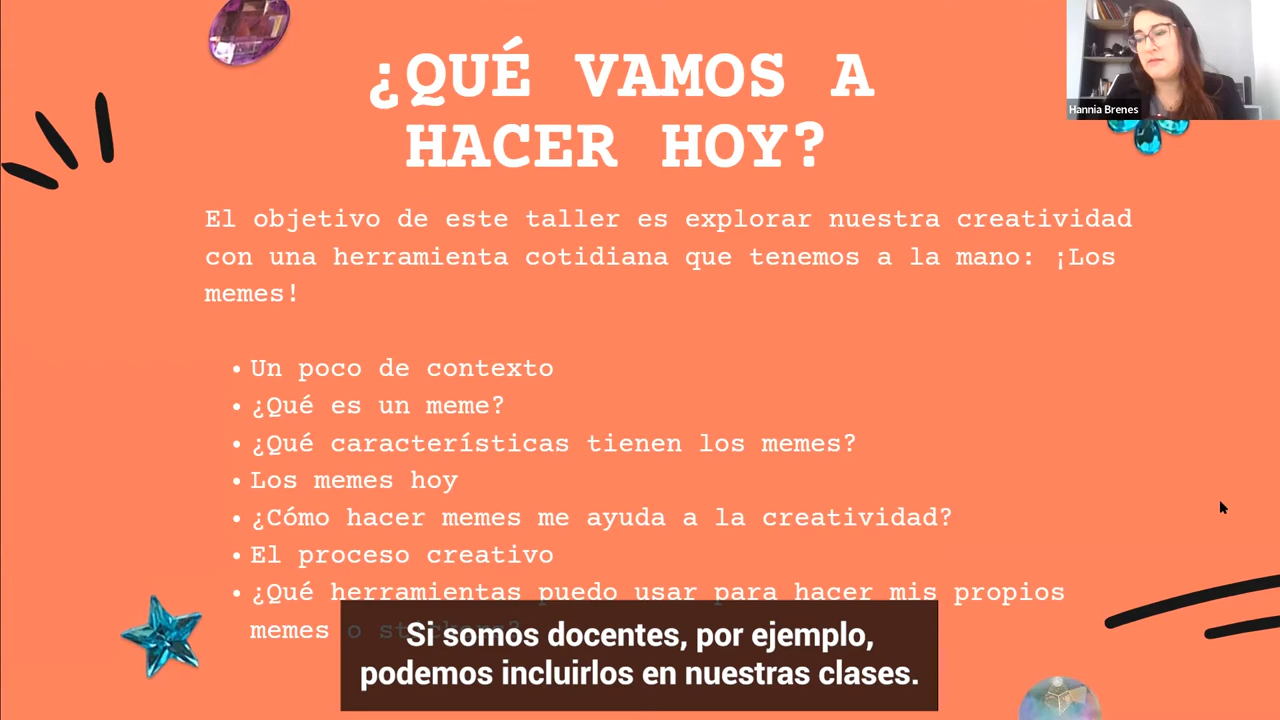 ¿QUÉ VAMOS A
HACER HOY?
Hannia Brenes
El objetivo de este taller es explorar nuestra creatividad
con una herramienta cotidiana que tenemos a la mano: ¡Los
memes!
• Un poco de contexto
• ¿Qué es un meme?
• ¿Qué características tienen los memes?
• Los memes hoy
• ¿Cómo hacer memes me ayuda a la creatividad?
• El proceso creativo
• ¿Qué herramientas puedo usar para hacer mis propios
memes o stickers?
Si somos docentes, por ejemplo,
podemos incluirlos en nuestras clases.